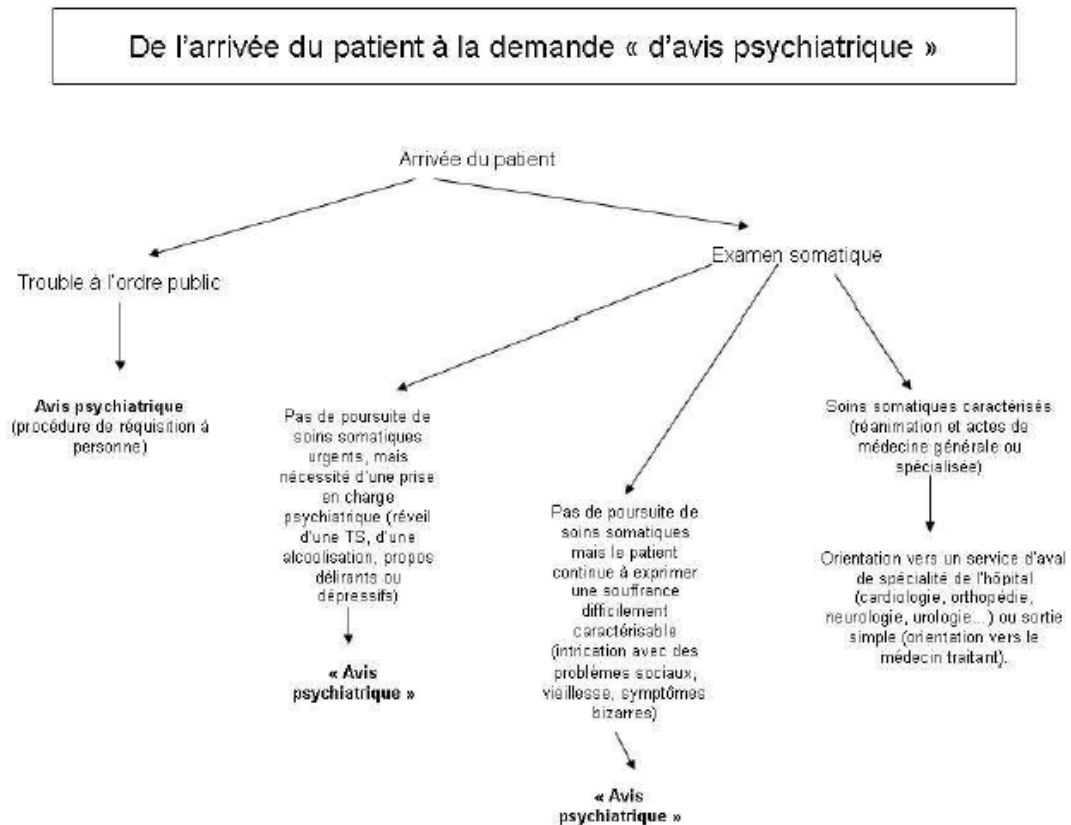 De l'arrivée du patient à la demande « d'avis psychiatrique »
Arrivée du patient
Trouble à l'ordre public
Examen somatique
Avis psychiatrique
(procédure de réquisition à
personne)
Pas de poursuite de
soins somatiques
urgents, mais
nécessité d'une prise
en charge
psychiatrique (réveil
d'une TS, d'une
alcoolisation, propos
délirants ou
dépressifs)
« Avis
psychiatrique »
Pas de poursuite de
soins somatiques
mais le patient
continue à exprimer
une souffrance
difficilement
caractérisable
(intrication avec des
problèmes sociaux,
vieillesse, symptômes
bizarres)
« Avis
psychiatrique »
Soins somatiques caractérisés
(réanimation et actes de
médecine générale ou
spécialisée)
Orientation vers un service d'aval
de spécialité de l'hôpital
(cardiologie, orthopédie,
neurologie, urologie...) ou sortie
simple (orientation vers le
médecin traitant).